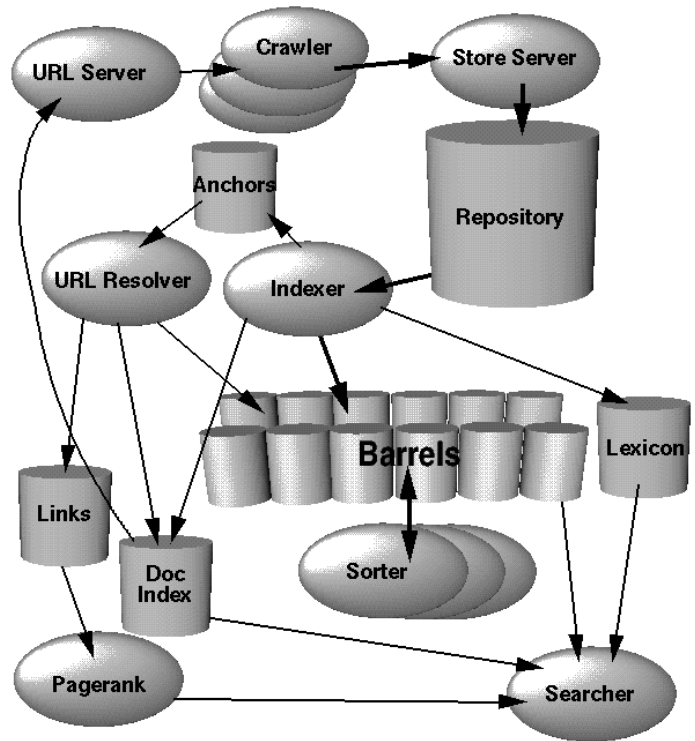 URL Server
Crawler
Store Server
Anchors
Repository
URL Resolver
Indexer
Barrels
Lexicon
Links
Doc
Index
Sorter
Pagerank
Searcher